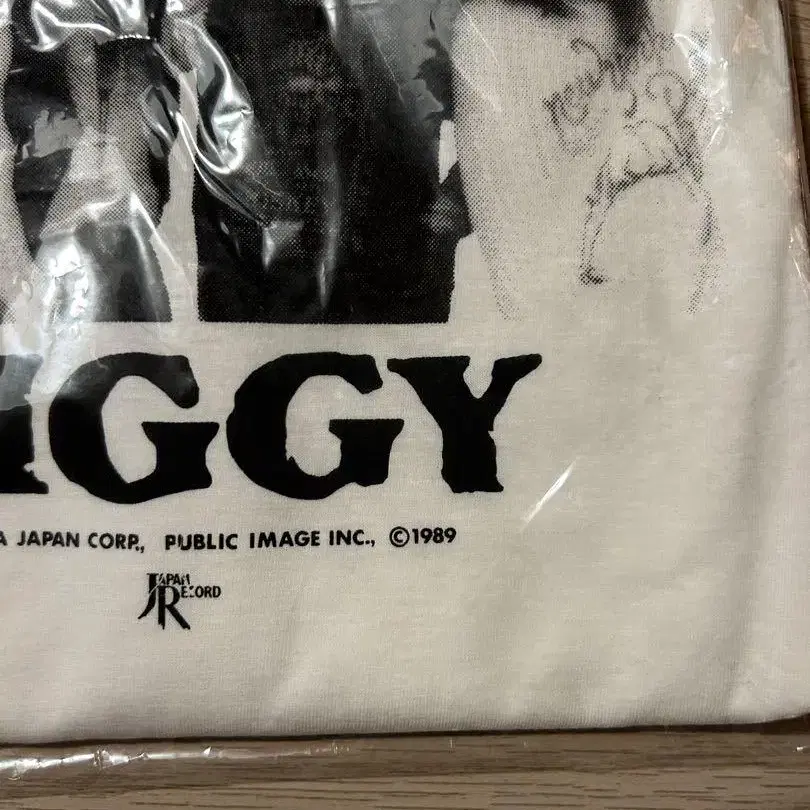 IGGY
A JAPAN CORP., PUBLIC IMAGE INC., ©1989
JAPAN
RECORD